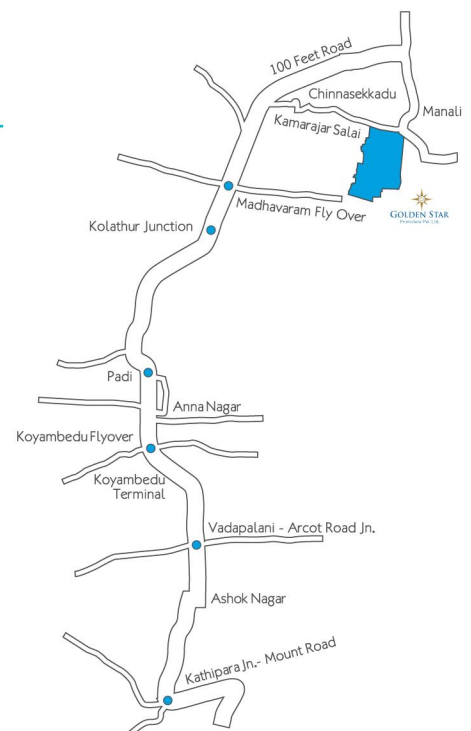 100 Feet Road
Chinnasekkadu
Manali
Kamarajar Salai
Madhavaram Fly Over
GOLDEN STAR
Kolathur Junction
Padi
Anna Nagar
Koyambedu Flyover
Koyambedu
Terminal
Vadapalani - Arcot Road Jn.
Ashok Nagar
Kathipara Jn.- Mount Road